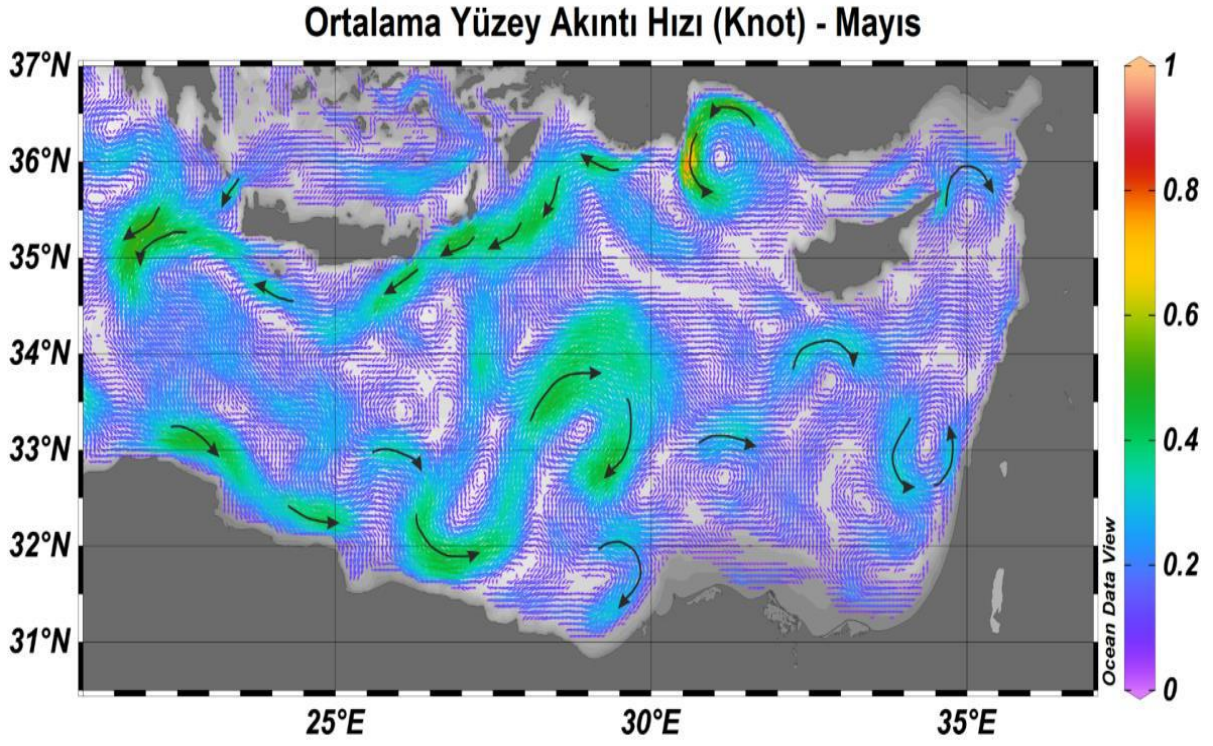 Ortalama Yüzey Akıntı Hızı (Knot) - Mayıs
37°N
36°N
35°N
34°N
33°N
32°N
31°N
25°E
30°E
35°E
Ocean Data View
1
0.8
0.6
0.4
0.2
0